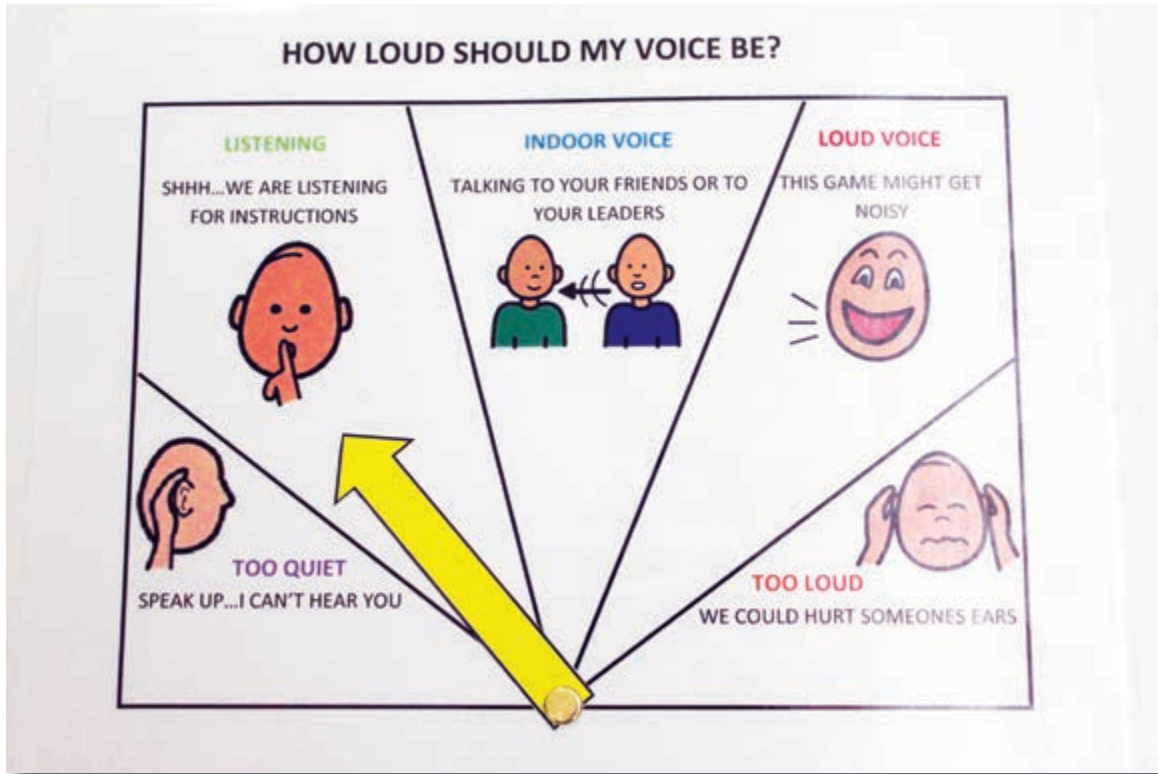 HOW LOUD SHOULD MY VOICE BE?
LISTENING
SHHH...WE ARE LISTENING
FOR INSTRUCTIONS
INDOOR VOICE
TALKING TO YOUR FRIENDS OR TO
YOUR LEADERS
LOUD VOICE
THIS GAME MIGHT GET
NOISY
TOO QUIET
SPEAK UP...I CAN'T HEAR YOU
TOO LOUD
WE COULD HURT SOMEONES EARS